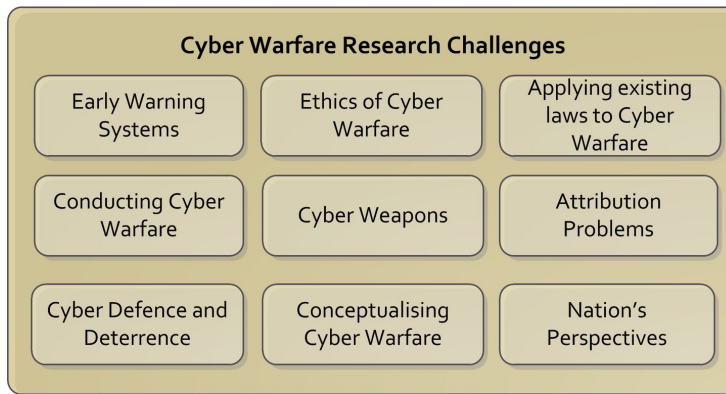 Cyber Warfare Research Challenges
Early Warning
Systems
Ethics of Cyber
Warfare
Applying existing
laws to Cyber
Warfare
Conducting Cyber
Warfare
Cyber Weapons
Attribution
Problems
Cyber Defence and
Deterrence
Conceptualising
Cyber Warfare
Nation’s
Perspectives